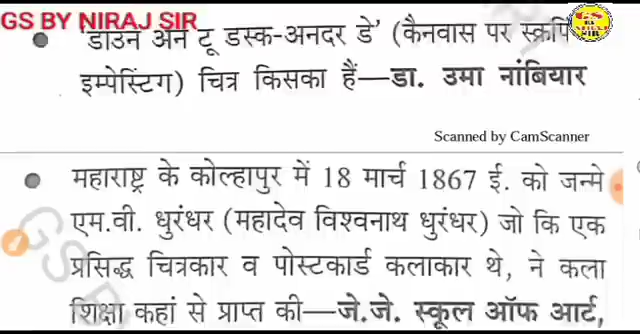 GS BY NIRAJ SIR
'डाउन अन टू डस्क-अनदर डे' (कैनवास पर स्क्रपि
इम्पेस्टिंग) चित्र किसका हैं—डा. उमा नांबियार
Scanned by CamScanner
महाराष्ट्र के कोल्हापुर में 18 मार्च 1867 ई. को जन्मे
एम.वी. धुरंधर (महादेव विश्वनाथ धुरंधर) जो कि एक
प्रसिद्ध चित्रकार व पोस्टकार्ड कलाकार थे, ने कला
शिक्षा कहां से प्राप्त की—जे.जे. स्कूल ऑफ आर्ट,